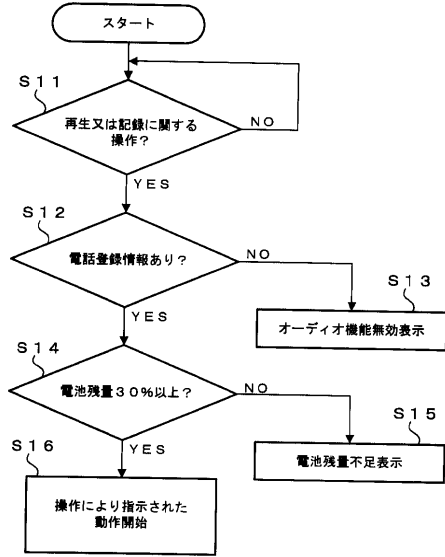 スタート
S11
再生又は記録に関する
操作?
NO
YES
S12
電話登録情報あり?
NO
S13
オーディオ機能無効表示
YES
S14
電池残量30%以上?
NO
S15
電池残量不足表示
YES
S16
操作により指示された
動作開始